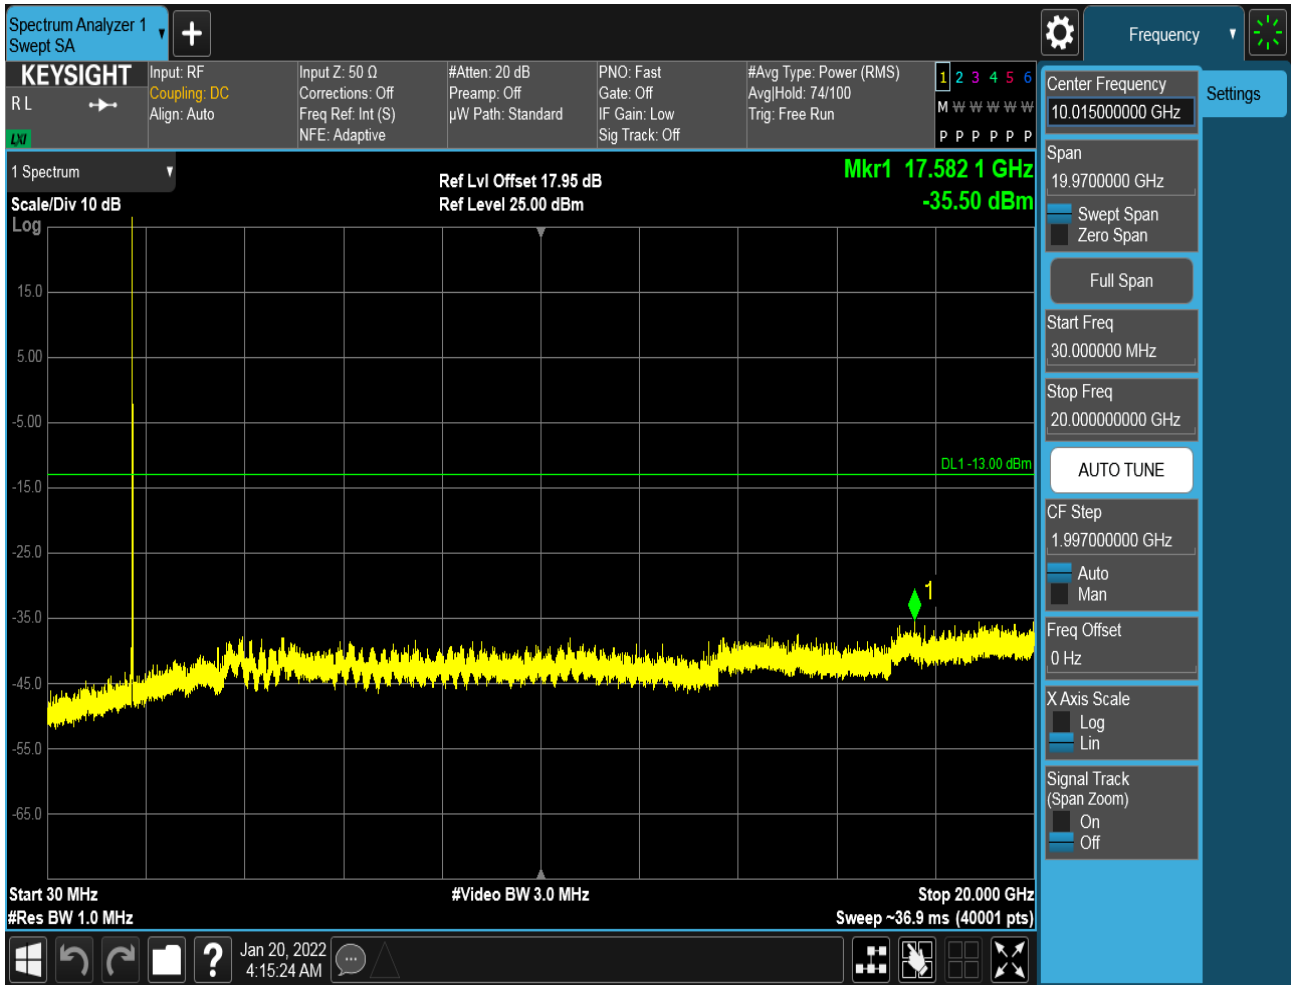 Spectrum Analyzer 1
Swept SA
Frequency
KEYSIGHT
R L
LXI
Input: RF
Coupling: DC
Align: Auto
Input Z: 50 Ω
Corrections: Off
Freq Ref: Int (S)
NFE: Adaptive
#Atten: 20 dB
Preamp: Off
µW Path: Standard
PNO: Fast
Gate: Off
IF Gain: Low
Sig Track: Off
#Avg Type: Power (RMS)
Avg|Hold: 74/100
Trig: Free Run
1 2 3 4 5 6
M W W W W W
P P P P P P
1 Spectrum
Scale/Div 10 dB
Log
Ref Lvl Offset 17.95 dB
Ref Level 25.00 dBm
Mkr1 17.582 1 GHz
-35.50 dBm
15.0
5.00
-5.00
DL1 -13.00 dBm
-15.0
-25.0
1
-35.0
-45.0
-55.0
-65.0
Start 30 MHz
#Res BW 1.0 MHz
#Video BW 3.0 MHz
Stop 20.000 GHz
Sweep ~36.9 ms (40001 pts)
Jan 20, 2022
4:15:24 AM
?
Center Frequency
10.015000000 GHz
Settings
Span
19.9700000 GHz
Swept Span
Zero Span
Full Span
Start Freq
30.000000 MHz
Stop Freq
20.000000000 GHz
AUTO TUNE
CF Step
1.997000000 GHz
Auto
Man
Freq Offset
0 Hz
X Axis Scale
Log
Lin
Signal Track
(Span Zoom)
On
Off